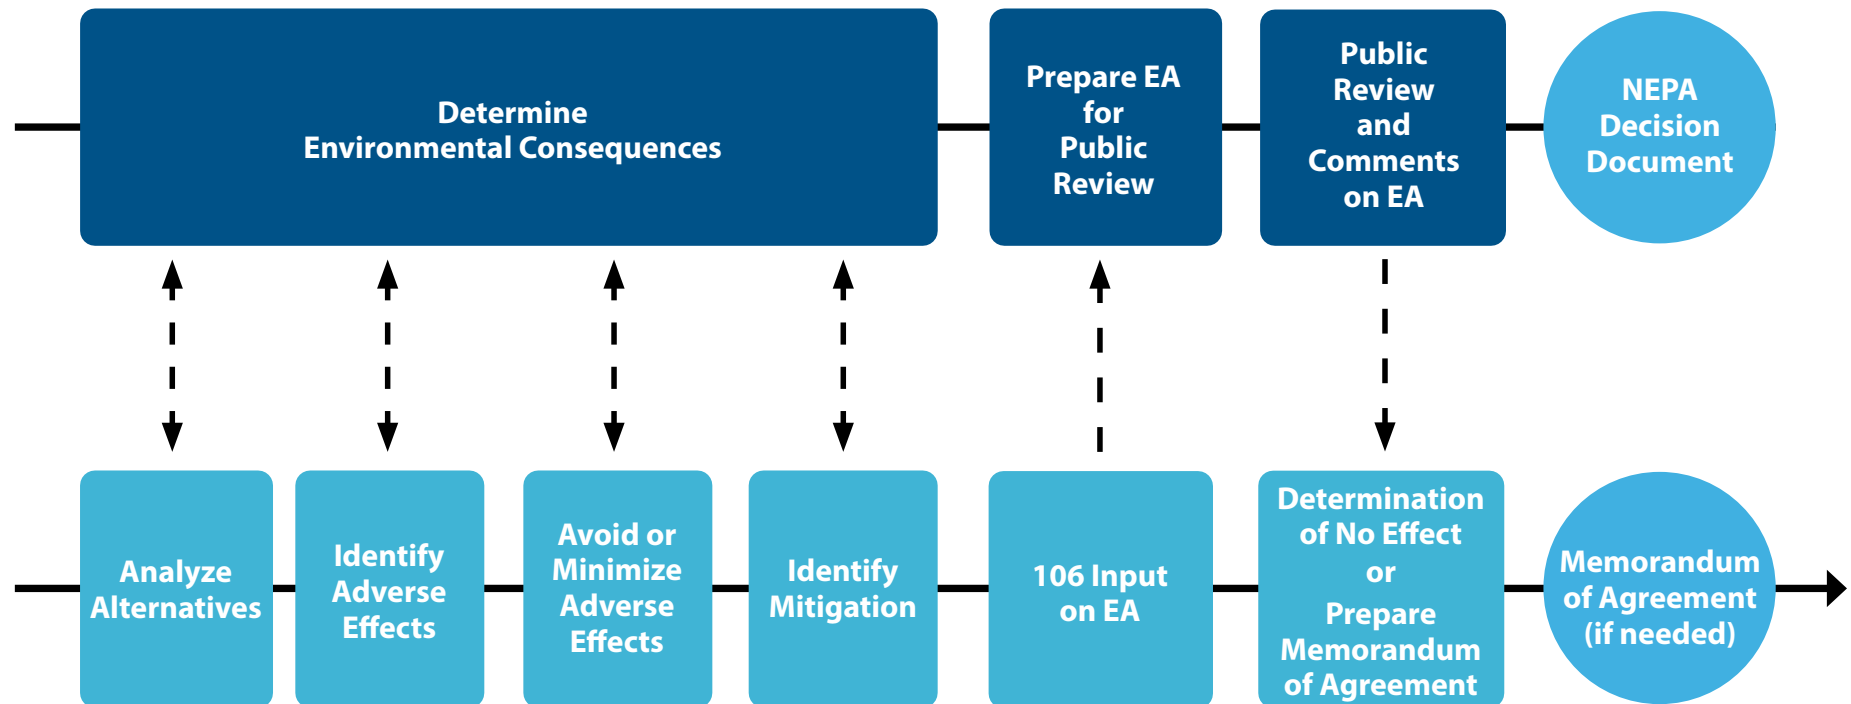 Determine
Environmental Consequences
Prepare EA
for
Public
Review
Public
Review
and
Comments
on EA
NEPA
Decision
Document
Analyze
Alternatives
Identify
Adverse
Effects
Avoid or
Minimize
Adverse
Effects
Identify
Mitigation
106 Input
on EA
Determination
of No Effect
or
Prepare
Memorandum
of Agreement
Memorandum
of Agreement
(if needed)